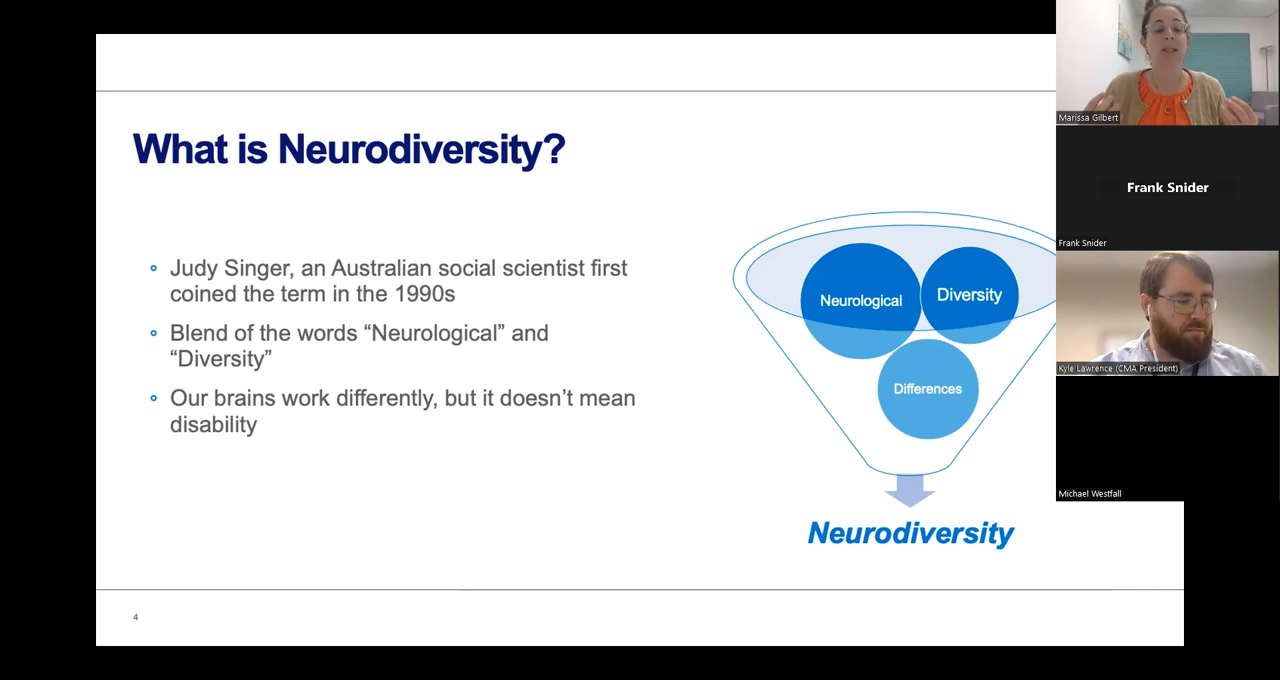 What is Neurodiversity?
Judy Singer, an Australian social scientist first
coined the term in the 1990s
Blend of the words “Neurological” and
“Diversity”
Our brains work differently, but it doesn’t mean
disability
Neurological
Diversity
Differences
Neurodiversity
4
Marissa Gilbert
Frank Snider
Frank Snider
Kyle Lawrence (CMA President)
Michael Westfall